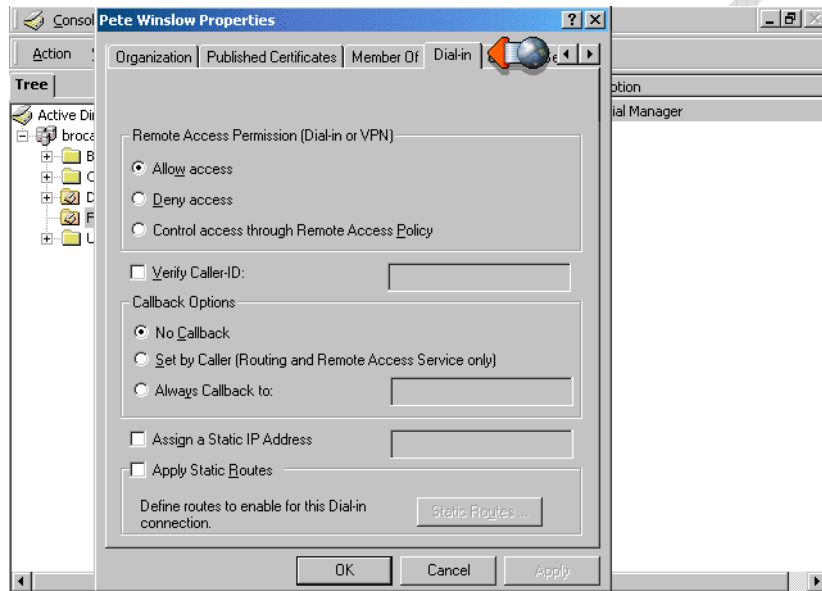 Consol
Pete Winslow Properties
Action
Organization
Published Certificates
Member Of
Dial-in
Tree
ption
ial Manager
Active Di
broca
B
C
D
F
U
Remote Access Permission (Dial-in or VPN)
Allow access
Deny access
Control access through Remote Access Policy
Verify Caller-ID:
Callback Options
No Callback
Set by Caller (Routing and Remote Access Service only)
Always Callback to:
Assign a Static IP Address
Apply Static Routes
Define routes to enable for this Dial-in
connection.
Static Routes ...
OK
Cancel
Apply